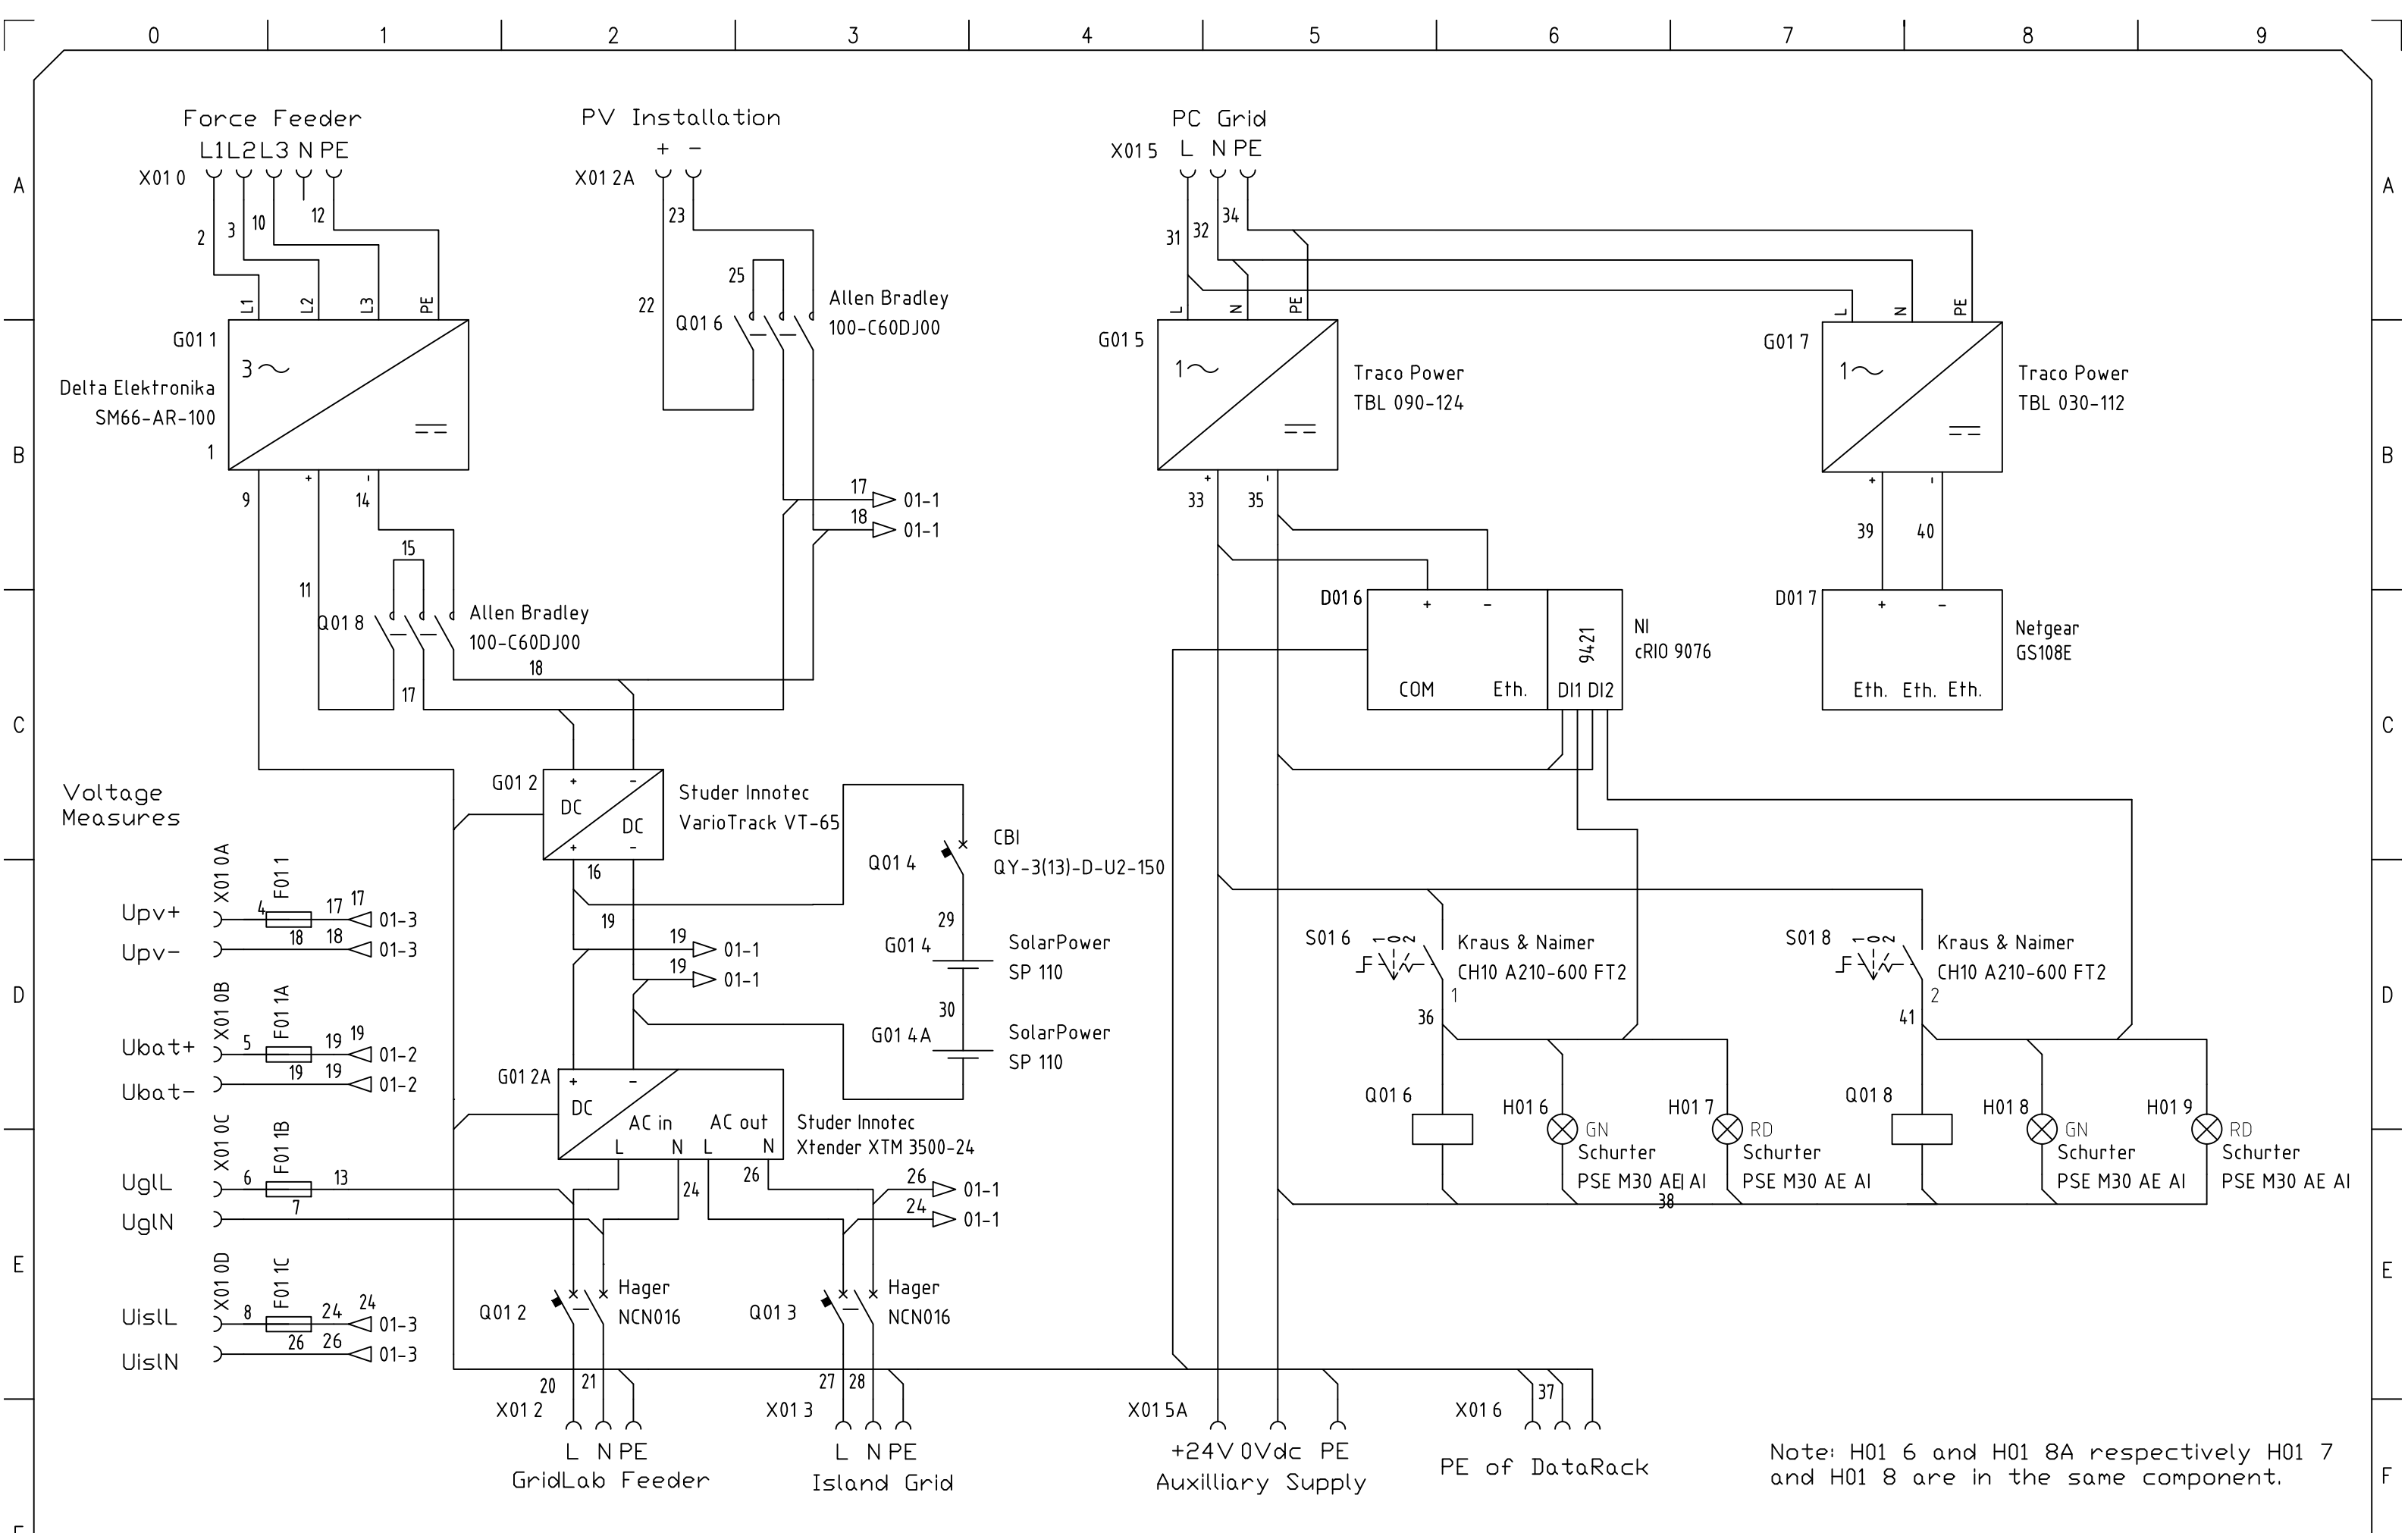 0 1 2 3 4 5 6 7 8 9
Force Feeder
L1 L2 L3 N PE
X01 0
2 3 10 12
L1 L2 L3 PE
G01 1
3
Delta Elektronika
SM66-AR-100
1
+ -
9 14
11
15
Q01 8
Allen Bradley
100-C60DJ00
18
17
PV Installation
+ -
X01 2A
23
22
25
Q01 6
Allen Bradley
100-C60DJ00
17 01-1
18 01-1
G01 2
+ -
DC
DC
+ -
Studer Innotec
VarioTrack VT-65
16
19
19 01-1
19 01-1
Q01 4
CBI
QY-3(13)-D-U2-150
29
G01 4
SolarPower
SP 110
30
G01 4A
SolarPower
SP 110
G01 2A
+ -
DC
AC in AC out
L N L N
Studer Innotec
Xtender XTM 3500-24
24 26
26 01-1
24 01-1
Voltage
Measures
X01 0A
F01 1
Upv+ 4 17 17 01-3
Upv- 18 18 01-3
X01 0B
F01 1A
Ubat+ 5 19 19 01-2
Ubat- 19 19 01-2
X01 0C
F01 1B
UglL 6 13
UglN 7
X01 0D
F01 1C
UislL 8 24 24 01-3
UislN 26 26 01-3
Q01 2
Hager
NCN016
Q01 3
Hager
NCN016
20 21
X01 2
L N PE
GridLab Feeder
27 28
X01 3
L N PE
Island Grid
PC Grid
X01 5 L N PE
31 32 34
L N PE
G01 5
1
Traco Power
TBL 090-124
+ -
33 35
L N PE
G01 7
1
Traco Power
TBL 030-112
+ -
39 40
D01 6
+ -
COM Eth.
9421
DI1 DI2
NI
cRIO 9076
D01 7
+ -
Eth. Eth. Eth.
Netgear
GS108E
S01 6
1 0 2
Kraus & Naimer
CH10 A210-600 FT2
1
36
S01 8
1 0 2
Kraus & Naimer
CH10 A210-600 FT2
2
41
Q01 6
H01 6
GN
Schurter
PSE M30 AE AI
H01 7
RD
Schurter
PSE M30 AE AI
Q01 8
H01 8
GN
Schurter
PSE M30 AE AI
H01 9
RD
Schurter
PSE M30 AE AI
38
X01 5A
+24V 0Vdc PE
Auxilliary Supply
37
X01 6
PE of DataRack
Note: H01 6 and H01 8A respectively H01 7
and H01 8 are in the same component.
A A
B B
C C
D D
E E
F